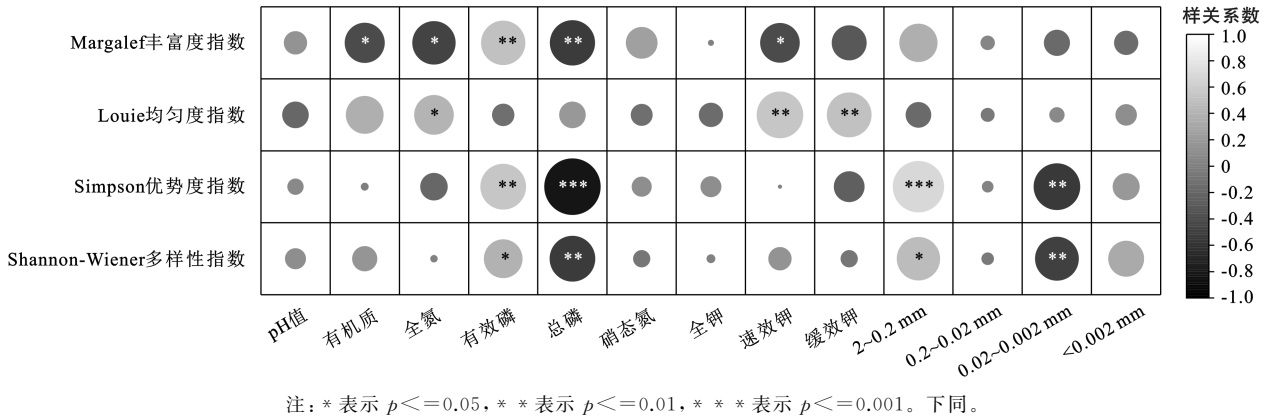 样关系数
Margalef丰富度指数 * * ** ** *
Louie均匀度指数 * ** **
Simpson优势度指数 ** *** *** **
Shannon-Wiener多样性指数 * ** * **
1.0
0.8
0.6
0.4
0.2
0
-0.2
-0.4
-0.6
-0.8
-1.0
pH值 有机质 全氮 有效磷 总磷 硝态氮 全钾 速效钾 缓效钾 2~0.2 mm 0.2~0.02 mm 0.02~0.002 mm <0.002 mm
注:* 表示 p<=0.05,* * 表示 p<=0.01,* * * 表示 p<=0.001。下同。